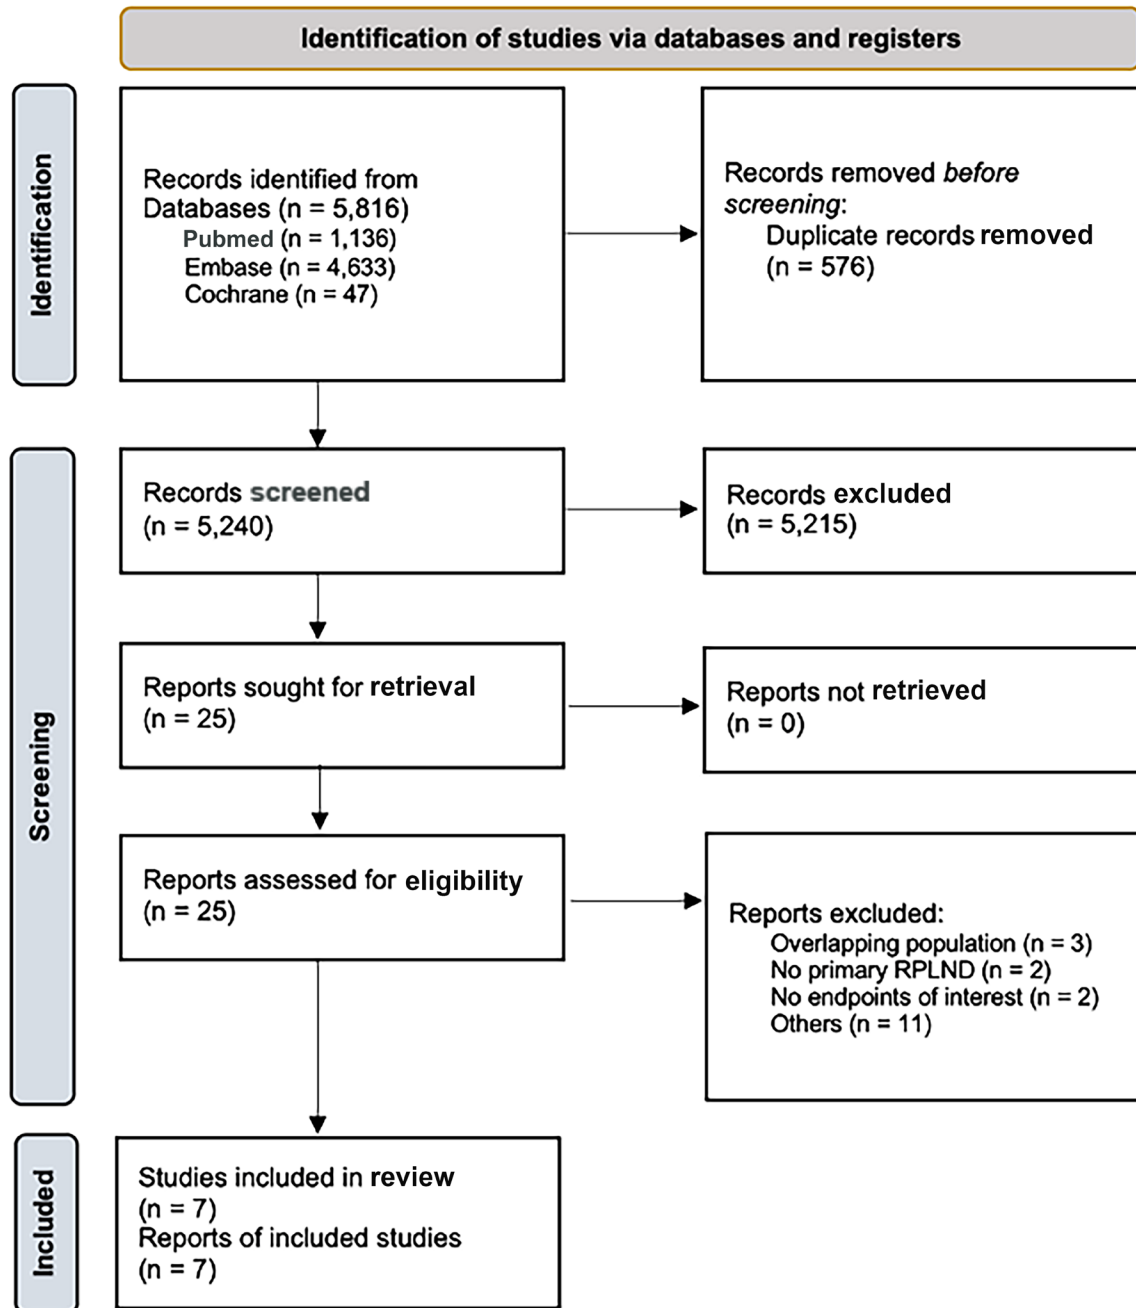 Identification of studies via databases and registers
Identification
Records identified from
Databases (n = 5,816)
Pubmed (n = 1,136)
Embase (n = 4,633)
Cochrane (n = 47)
Records removed before
screening:
Duplicate records removed
(n = 576)
Screening
Records screened
(n = 5,240)
Records excluded
(n = 5,215)
Reports sought for retrieval
(n = 25)
Reports not retrieved
(n = 0)
Reports assessed for eligibility
(n = 25)
Reports excluded:
Overlapping population (n = 3)
No primary RPLND (n = 2)
No endpoints of interest (n = 2)
Others (n = 11)
Included
Studies included in review
(n = 7)
Reports of included studies
(n = 7)